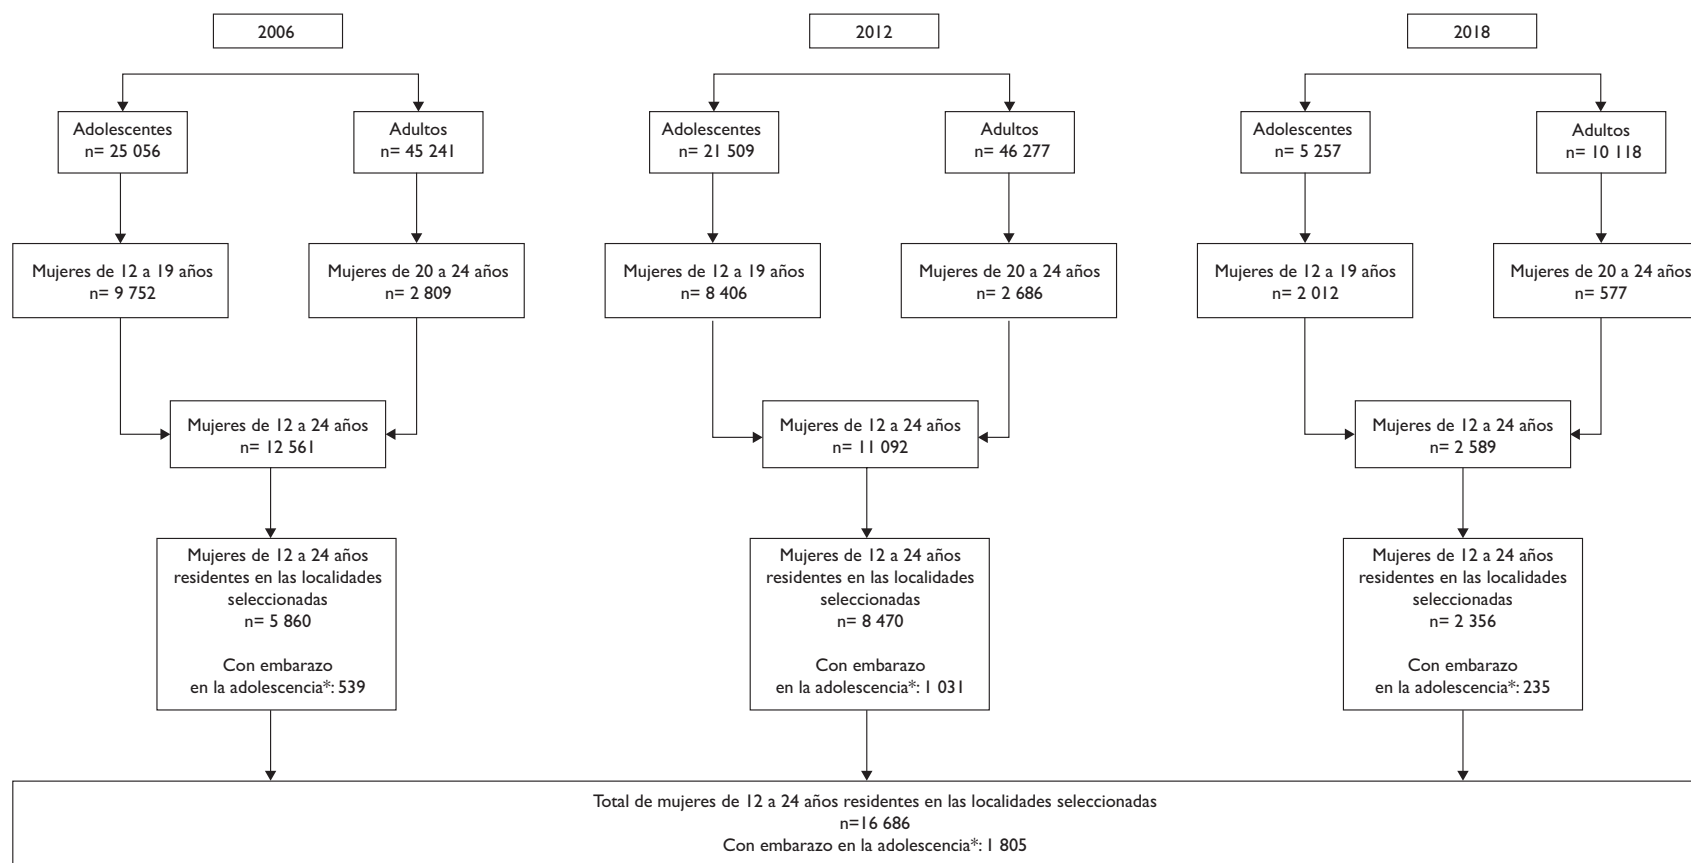 2006
2012
2018
Adolescentes
n= 25 056
Adultos
n= 45 241
Adolescentes
n= 21 509
Adultos
n= 46 277
Adolescentes
n= 5 257
Adultos
n= 10 118
Mujeres de 12 a 19 años
n= 9 752
Mujeres de 20 a 24 años
n= 2 809
Mujeres de 12 a 19 años
n= 8 406
Mujeres de 20 a 24 años
n= 2 686
Mujeres de 12 a 19 años
n= 2 012
Mujeres de 20 a 24 años
n= 577
Mujeres de 12 a 24 años
n= 12 561
Mujeres de 12 a 24 años
n= 11 092
Mujeres de 12 a 24 años
n= 2 589
Mujeres de 12 a 24 años
residentes en las localidades
seleccionadas
n= 5 860
Con embarazo
en la adolescencia*: 539
Mujeres de 12 a 24 años
residentes en las localidades
seleccionadas
n= 8 470
Con embarazo
en la adolescencia*: 1 031
Mujeres de 12 a 24 años
residentes en las localidades
seleccionadas
n= 2 356
Con embarazo
en la adolescencia*: 235
Total de mujeres de 12 a 24 años residentes en las localidades seleccionadas
n=16 686
Con embarazo en la adolescencia*: 1 805